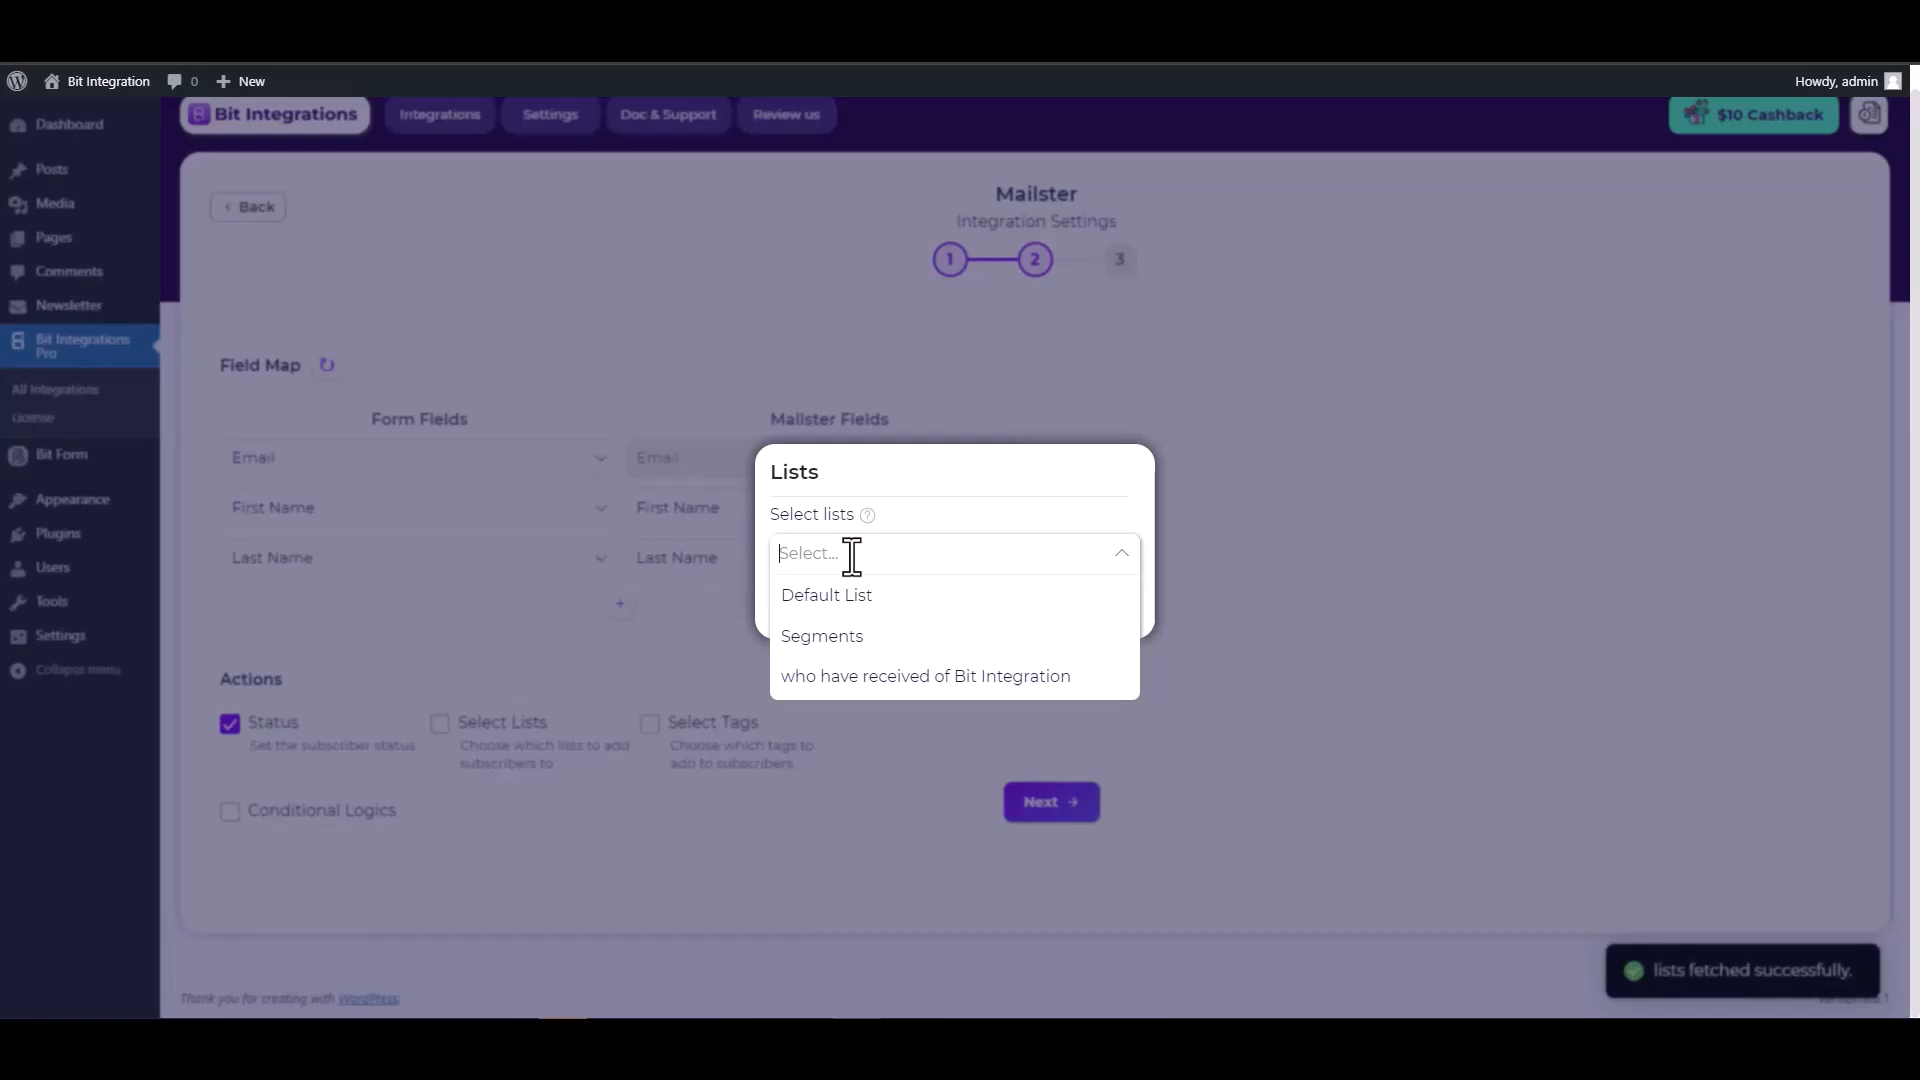 Bit Integration
0
New
Howdy, admin
Dashboard
Posts
Media
Pages
Comments
Newsletter
Bit Integrations
Pro
All Integrations
License
Bit Form
Appearance
Plugins
Users
Tools
Settings
Collapse menu
Bit Integrations
Integrations
Settings
Doc & Support
Review us
$10 Cashback
Back
Mailster
Integration Settings
1
2
3
Field Map
Form Fields
Mailster Fields
Email
Email
First Name
First Name
Last Name
Last Name
+
Lists
Select lists ?
Select...
Default List
Segments
who have received of Bit Integration
Actions
Status
Set the subscriber status
Select Lists
Choose which lists to add
subscribers to
Select Tags
Choose which tags to
add to subscribers.
Conditional Logics
Next
lists fetched successfully.
Thank you for creating with WordPress.